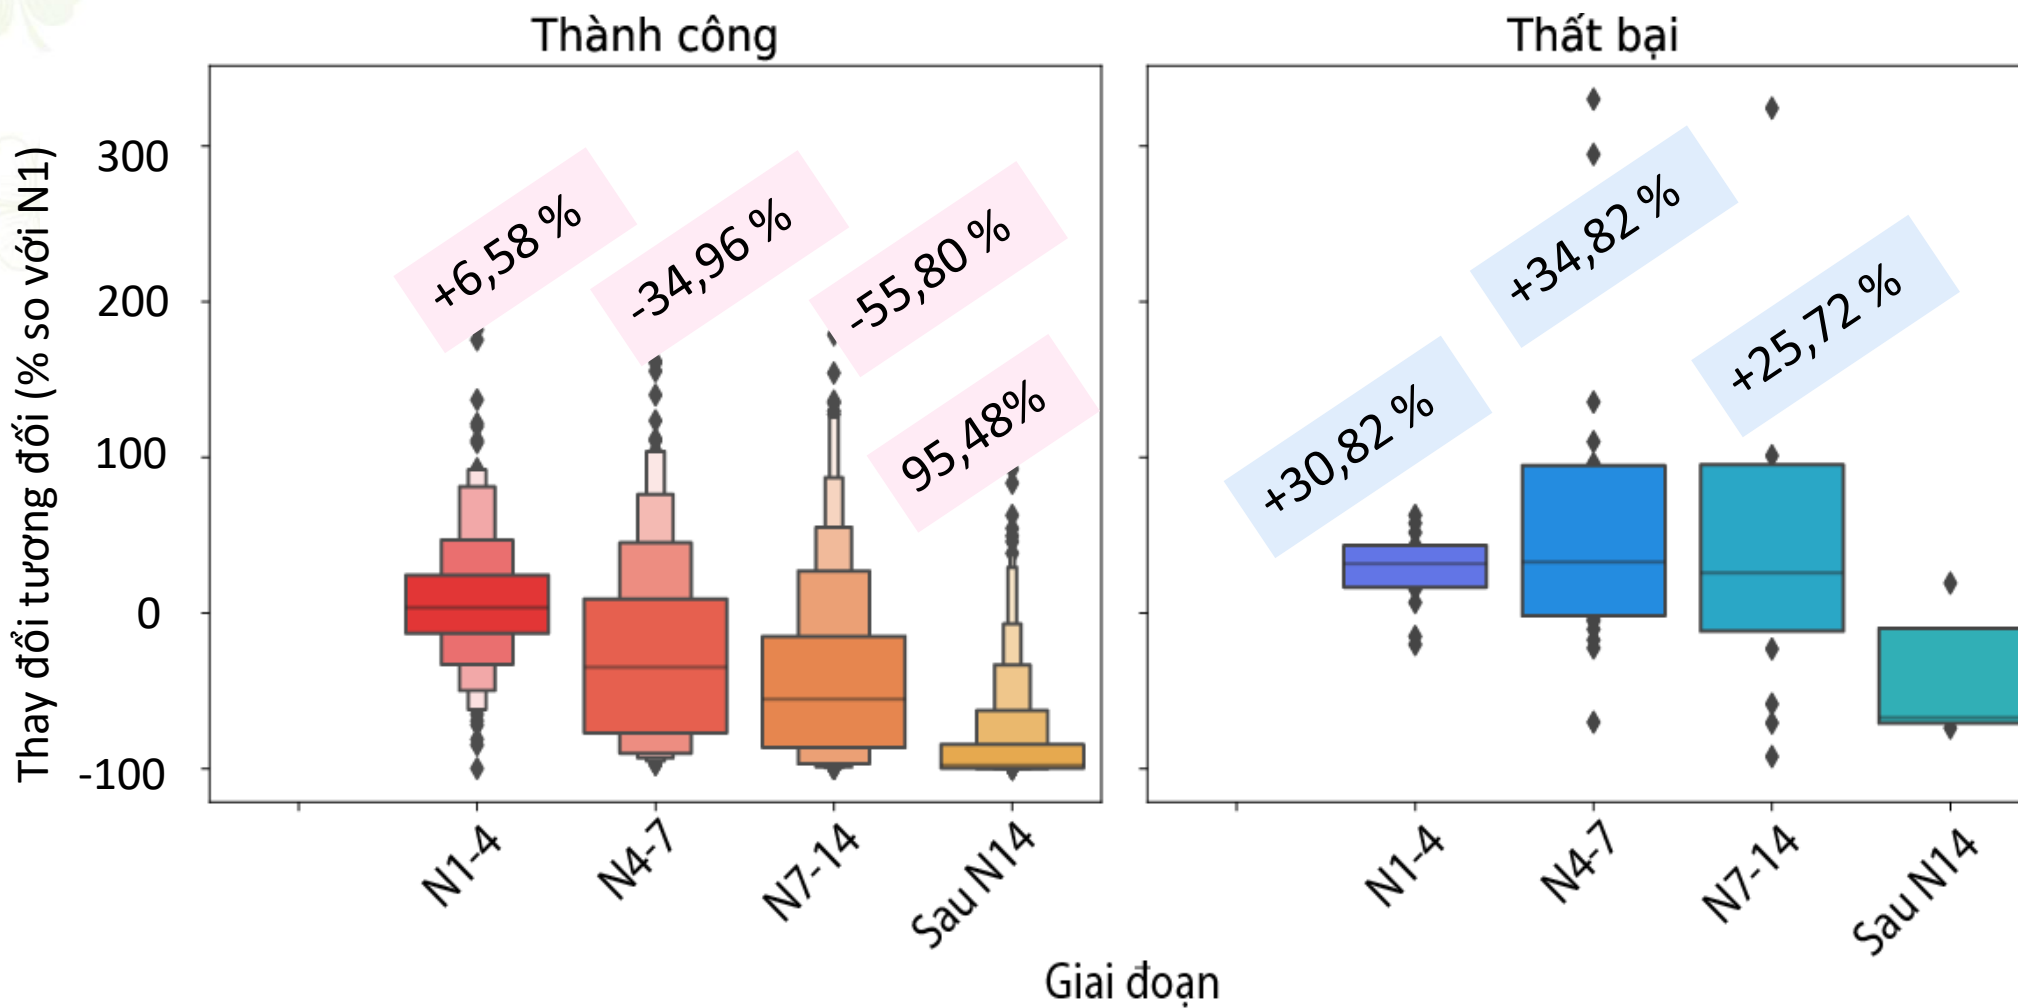 Thành công
Thất bại
Thay đổi tương đối (% so với N1)
300
200
100
0
-100
+6,58 %
-34,96 %
-55,80 %
95,48%
+30,82 %
+34,82 %
+25,72 %
N1-4
N4-7
N7-14
Sau N14
N1-4
N4-7
N7-14
Sau N14
Giai đoạn